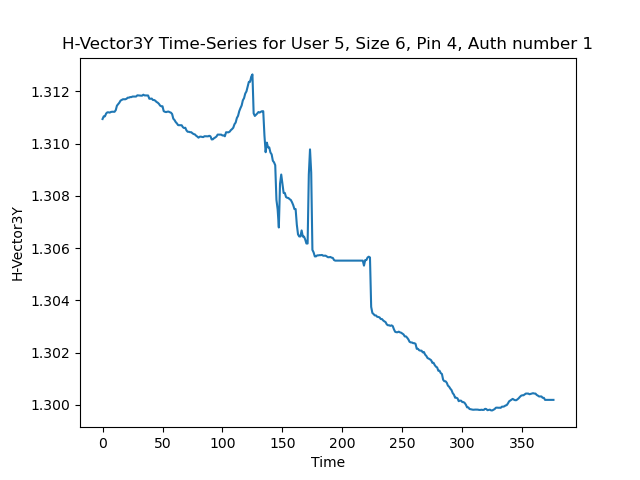 H-Vector3Y Time-Series for User 5, Size 6, Pin 4, Auth number 1
1.312
1.310
1.308
1.306
1.304
1.302
1.300
H-Vector3Y
0 50 100 150 200 250 300 350
Time